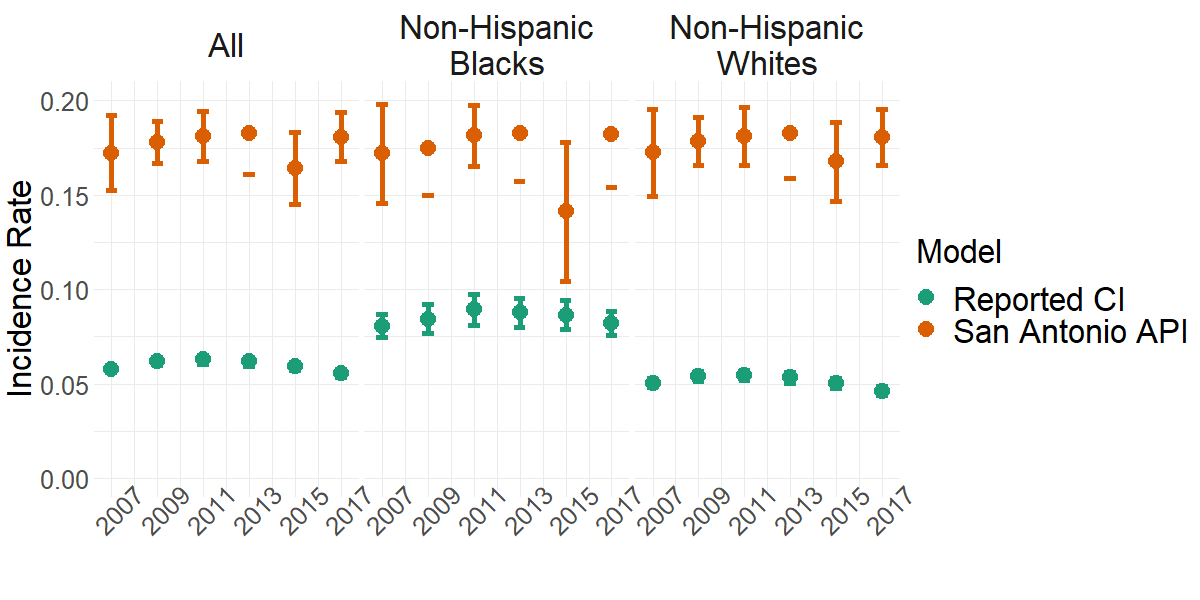 All
Non-Hispanic
Blacks
Non-Hispanic
Whites
Incidence Rate
0.20
0.15
0.10
0.05
0.00
2007 2009 2011 2013 2015 2017 2007 2009 2011 2013 2015 2017 2007 2009 2011 2013 2015 2017
Model
Reported CI
San Antonio API